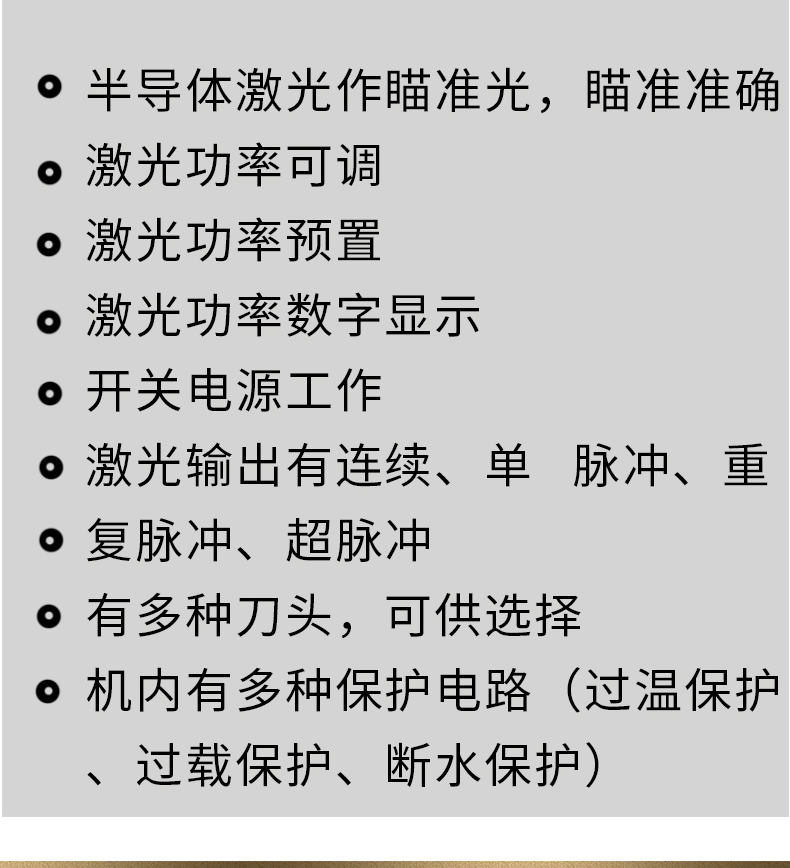 半导体激光作瞄准光，瞄准准确
激光功率可调
激光功率预置
激光功率数字显示
开关电源工作
激光输出有连续、单 脉冲、重
复脉冲、超脉冲
有多种刀头，可供选择
机内有多种保护电路（过温保护
、过载保护、断水保护）